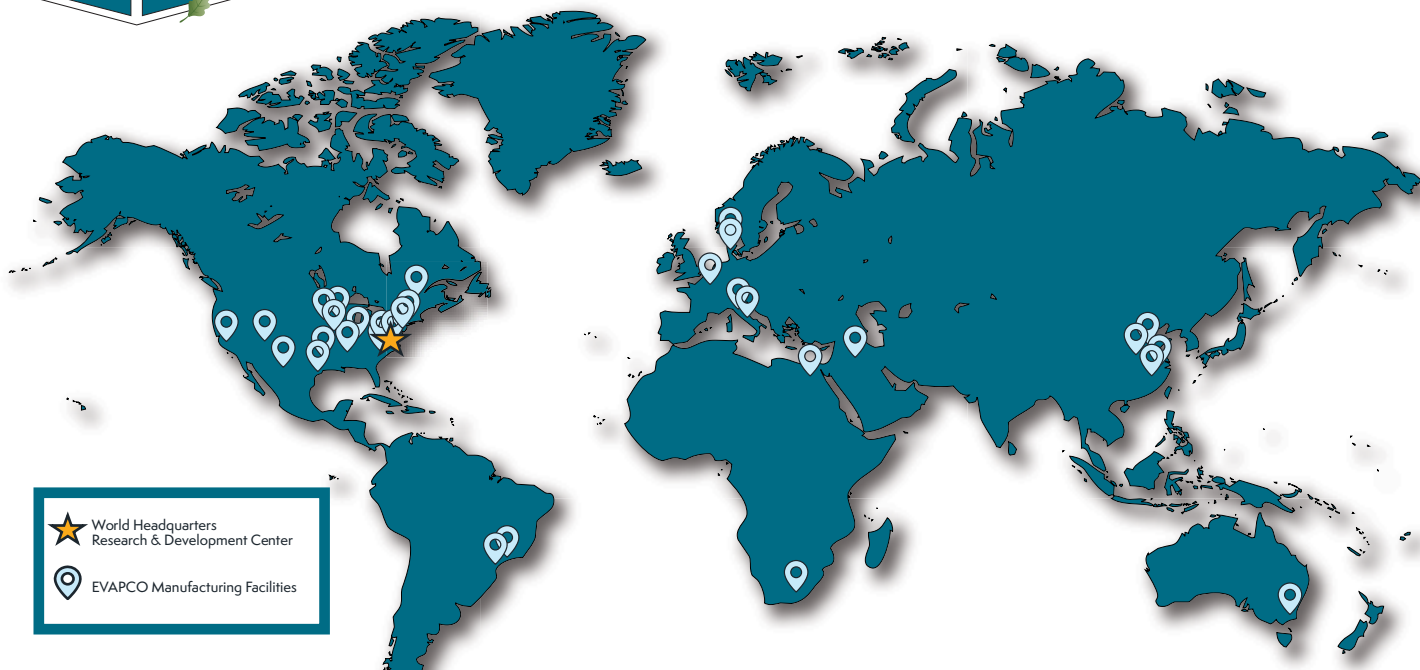 World Headquarters
Research & Development Center
EVAPCO Manufacturing Facilities